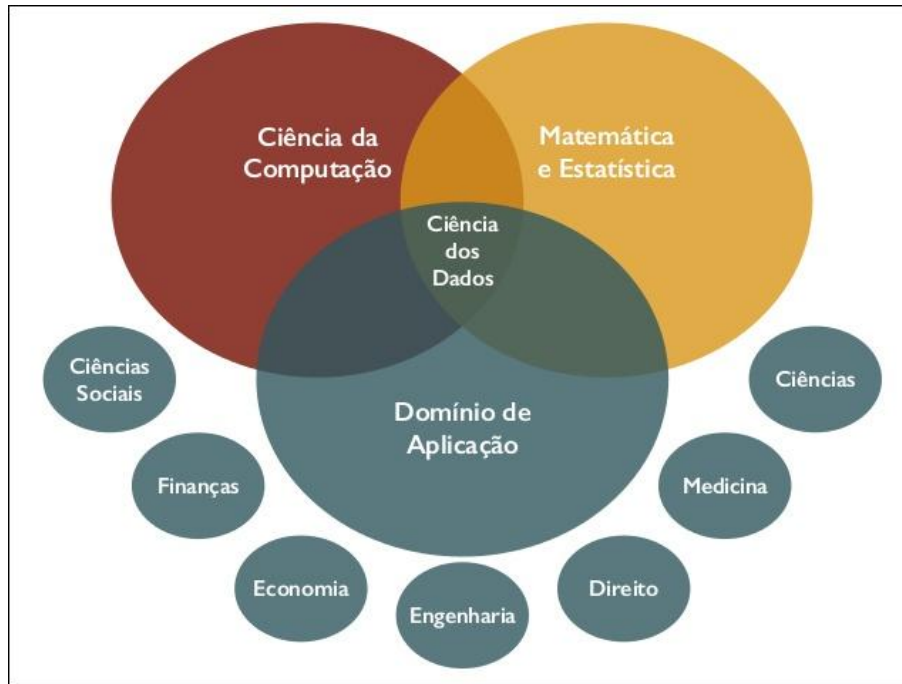 Ciência da
Computação
Matemática
e Estatística
Ciência
dos
Dados
Domínio de
Aplicação
Ciências
Sociais
Finanças
Economia
Engenharia
Direito
Medicina
Ciências